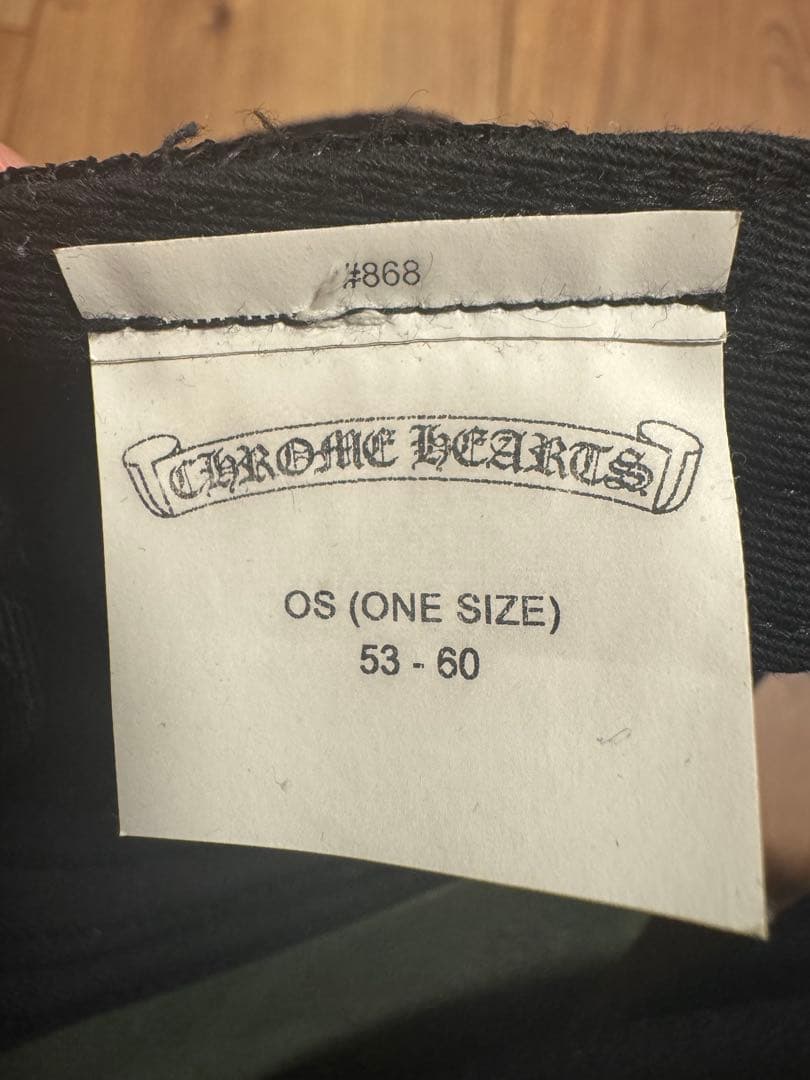 #868
CHROME HEARTS
OS (ONE SIZE)
53 - 60